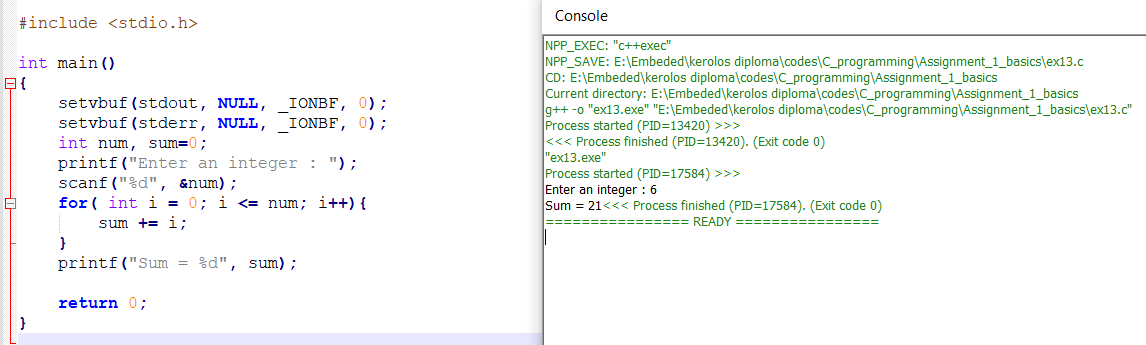 #include <stdio.h>
int main()
{
setvbuf(stdout, NULL, _IONBF, 0);
setvbuf(stderr, NULL, _IONBF, 0);
int num, sum=0;
printf("Enter an integer : ");
scanf("%d", &num);
for( int i = 0; i <= num; i++){
sum += i;
}
printf("Sum = %d", sum);
return 0;
}
Console
NPP_EXEC: "c++exec"
NPP_SAVE: E:\Embeded\kerolos diploma\codes\C_programming\Assignment_1_basics\ex13.c
CD: E:\Embeded\kerolos diploma\codes\C_programming\Assignment_1_basics
Current directory: E:\Embeded\kerolos diploma\codes\C_programming\Assignment_1_basics
g++ -o "ex13.exe" "E:\Embeded\kerolos diploma\codes\C_programming\Assignment_1_basics\ex13.c"
Process started (PID=13420) >>>
<<< Process finished (PID=13420). (Exit code 0)
"ex13.exe"
Process started (PID=17584) >>>
Enter an integer : 6
Sum = 21<<< Process finished (PID=17584). (Exit code 0)
================ READY ================